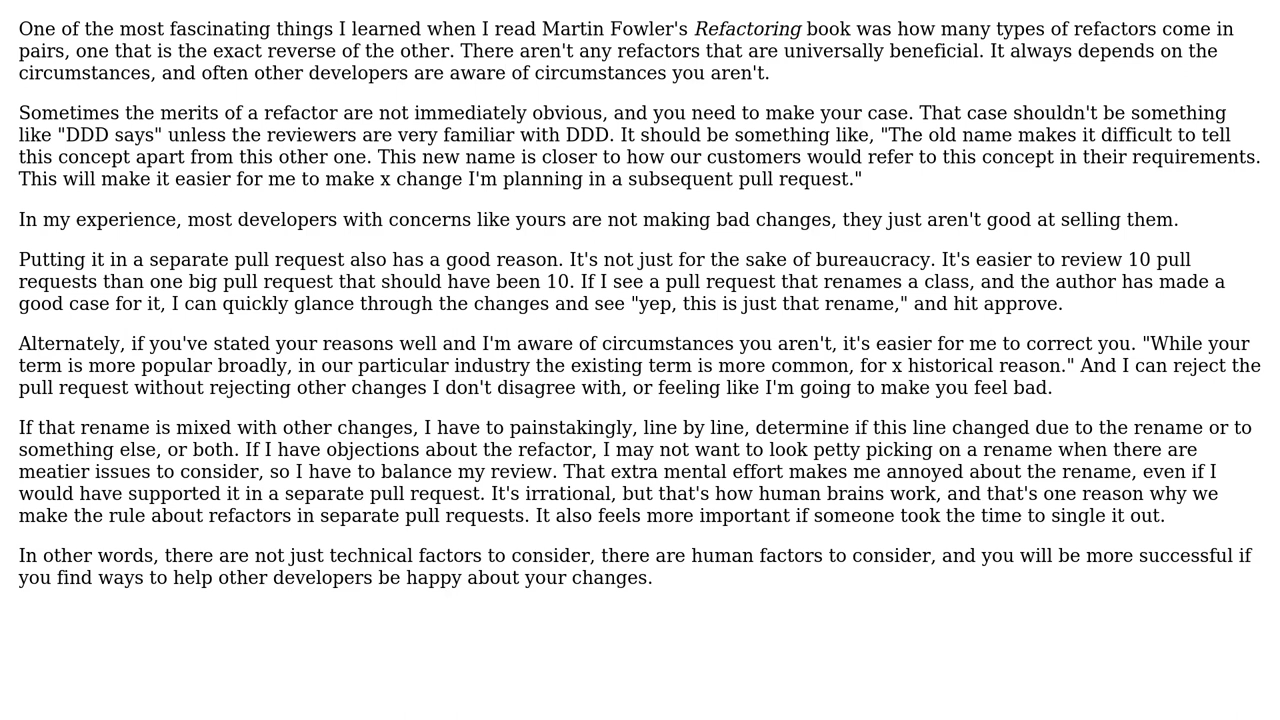 One of the most fascinating things I learned when I read Martin Fowler's Refactoring book was how many types of refactors come in
pairs, one that is the exact reverse of the other. There aren't any refactors that are universally beneficial. It always depends on the
circumstances, and often other developers are aware of circumstances you aren't.
Sometimes the merits of a refactor are not immediately obvious, and you need to make your case. That case shouldn't be something
like "DDD says" unless the reviewers are very familiar with DDD. It should be something like, "The old name makes it difficult to tell
this concept apart from this other one. This new name is closer to how our customers would refer to this concept in their requirements.
This will make it easier for me to make x change I'm planning in a subsequent pull request."
In my experience, most developers with concerns like yours are not making bad changes, they just aren't good at selling them.
Putting it in a separate pull request also has a good reason. It's not just for the sake of bureaucracy. It's easier to review 10 pull
requests than one big pull request that should have been 10. If I see a pull request that renames a class, and the author has made a
good case for it, I can quickly glance through the changes and see "yep, this is just that rename," and hit approve.
Alternately, if you've stated your reasons well and I'm aware of circumstances you aren't, it's easier for me to correct you. "While your
term is more popular broadly, in our particular industry the existing term is more common, for x historical reason." And I can reject the
pull request without rejecting other changes I don't disagree with, or feeling like I'm going to make you feel bad.
If that rename is mixed with other changes, I have to painstakingly, line by line, determine if this line changed due to the rename or to
something else, or both. If I have objections about the refactor, I may not want to look petty picking on a rename when there are
meatier issues to consider, so I have to balance my review. That extra mental effort makes me annoyed about the rename, even if I
would have supported it in a separate pull request. It's irrational, but that's how human brains work, and that's one reason why we
make the rule about refactors in separate pull requests. It also feels more important if someone took the time to single it out.
In other words, there are not just technical factors to consider, there are human factors to consider, and you will be more successful if
you find ways to help other developers be happy about your changes.